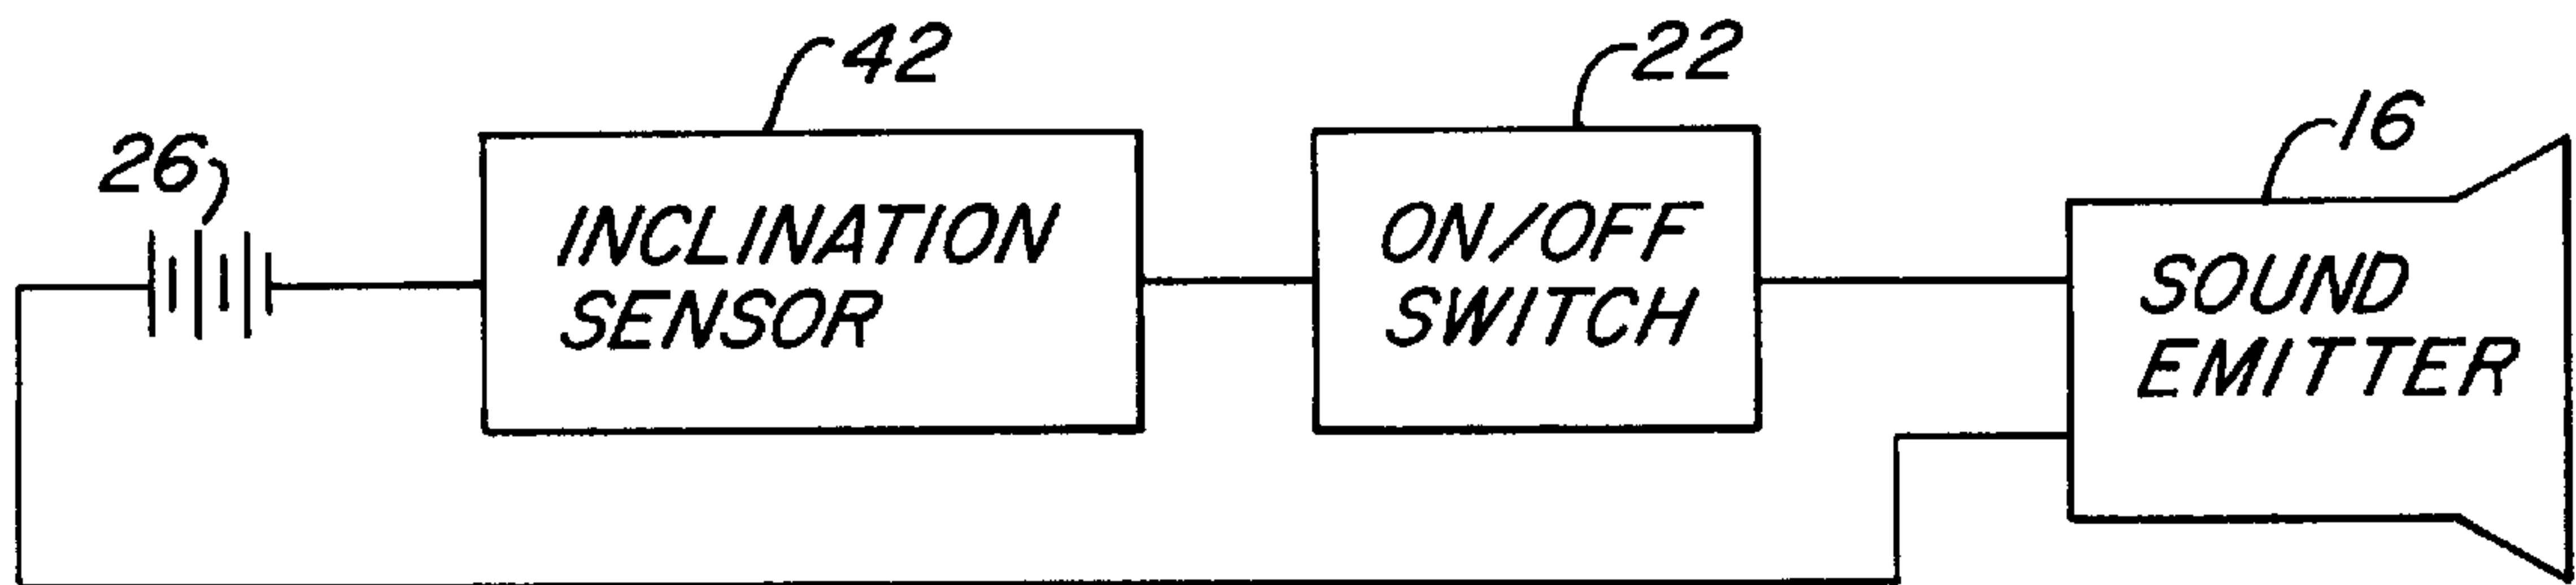 42
22
16
26
INCLINATION
SENSOR
ON/OFF
SWITCH
SOUND
EMITTER